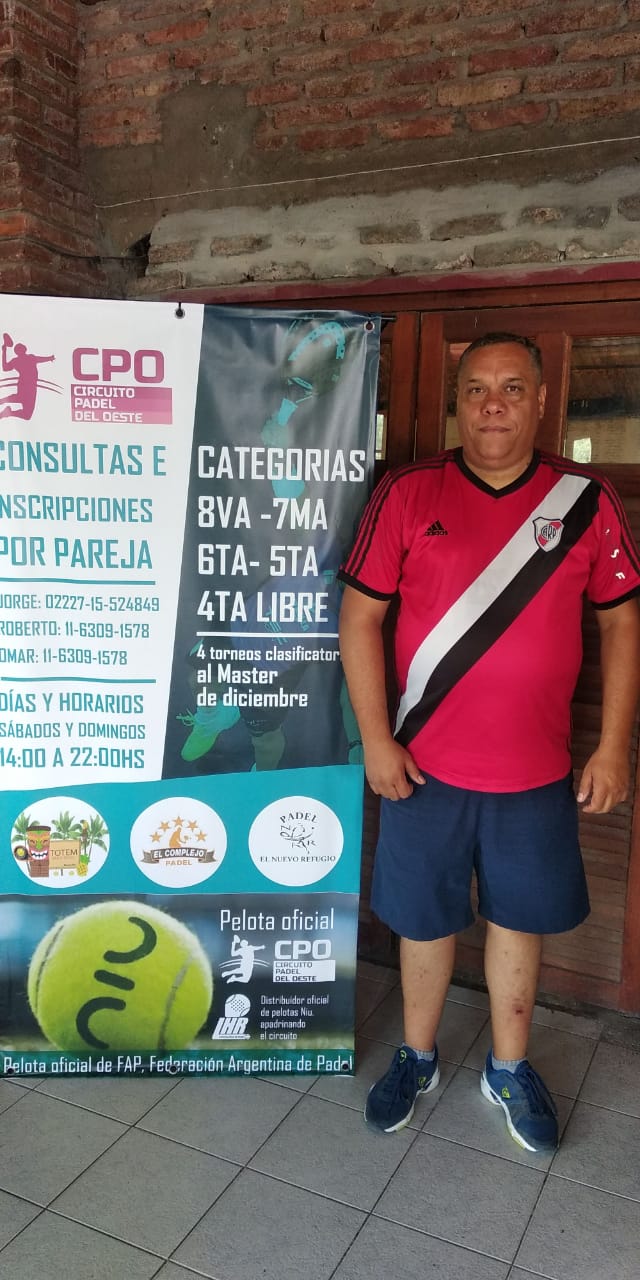 CPO
CIRCUITO
PADEL
DEL OESTE
CONSULTAS E
INSCRIPCIONES
POR PAREJA
JORGE: 02227-15-524849
ROBERTO: 11-6309-1578
OMAR: 11-6309-1578
DÍAS Y HORARIOS
SÁBADOS Y DOMINGOS
14:00 A 22:00HS
CATEGORIAS
8VA -7MA
6TA- 5TA
4TA LIBRE
4 torneos clasificator
al Master
de diciembre
TOTEM
EL COMPLEJO
PADEL
PADEL
EL NUEVO REFUGIO
Pelota oficial
CPO
CIRCUITO
PADEL
DEL OESTE
IHR
Distribuidor oficial
de pelotas Niu.
apadrinando
el circuito
Pelota oficial de FAP, Federación Argentina de Padel
adidas
CARP